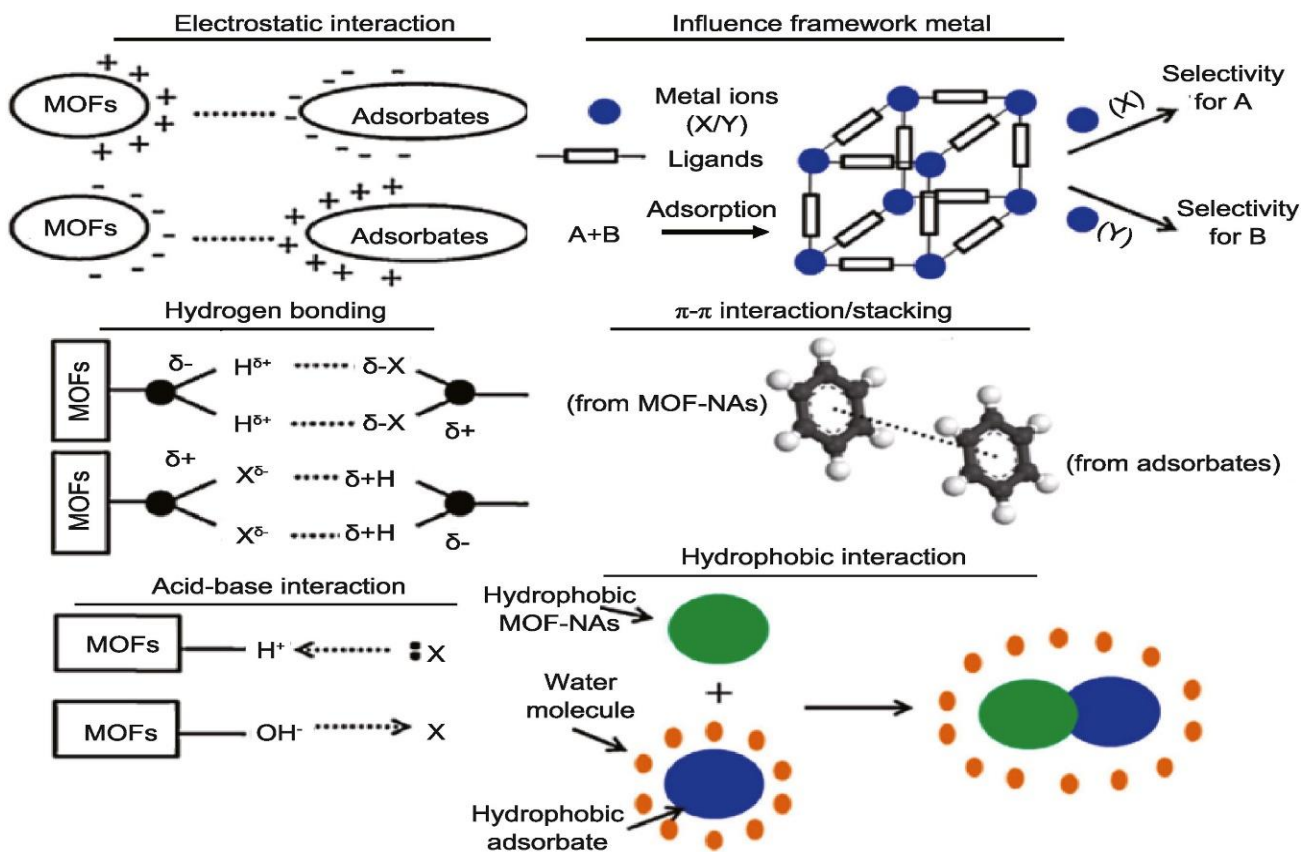 Electrostatic interaction
MOFs
+ + + + + + +
- - - - - - - - -
Adsorbates
MOFs
- - - - - - -
+ + + + + + + + +
Adsorbates
Influence framework metal
Metal ions
(X/Y)
Ligands
Adsorption
A+B
(X)
Selectivity
for A
(Y)
Selectivity
for B
Hydrogen bonding
MOFs
δ- Hδ+ δ-X
Hδ+ δ-X
δ+
MOFs
δ+ Xδ- δ+H
Xδ- δ+H
δ-
π-π interaction/stacking
(from MOF-NAs)
(from adsorbates)
Acid-base interaction
MOFs H+ :X
MOFs OH- X
Hydrophobic interaction
Hydrophobic
MOF-NAs
+
Water
molecule
Hydrophobic
adsorbate